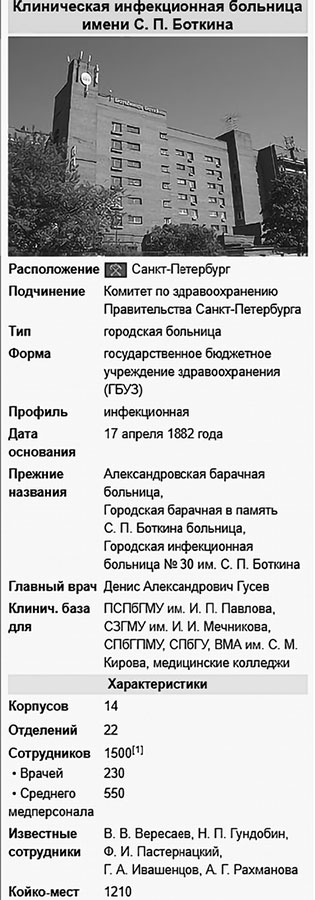 Клиническая инфекционная больница
имени С. П. Боткина
Расположение Санкт-Петербург
Подчинение Комитет по здравоохранению
Правительства Санкт-Петербурга
Тип городская больница
Форма государственное бюджетное
учреждение здравоохранения
(ГБУЗ)
Профиль инфекционная
Дата 17 апреля 1882 года
основания
Прежние Александровская барачная
названия больница,
Городская барачная в память
С. П. Боткина больница,
Городская инфекционная
больница № 30 им. С. П. Боткина
Главный врач Денис Александрович Гусев
Клинич. база ПСПбГМУ им. И. П. Павлова,
для СЗГМУ им. И. И. Мечникова,
СПбГПМУ, СПбГУ, ВМА им. С. М.
Кирова, медицинские колледжи
Характеристики
Корпусов 14
Отделений 22
Сотрудников 1500[1]
• Врачей 230
• Среднего 550
медперсонала
Известные В. В. Вересаев, Н. П. Гундобин,
сотрудники Ф. И. Пастернацкий,
Г. А. Ивашенцов, А. Г. Рахманова
Койко-мест 1210